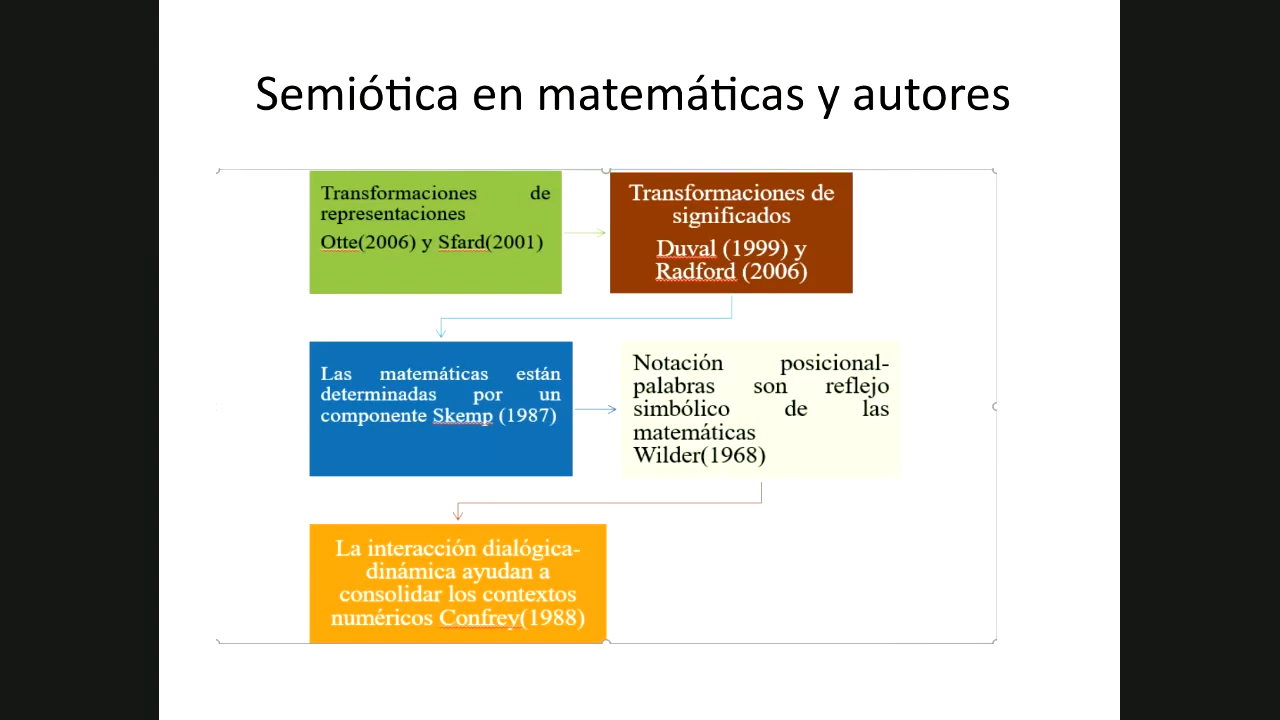 Semiótica en matemáticas y autores
Transformaciones de
representaciones
Otte(2006) y Sfard(2001)
Transformaciones de
significados
Duval (1999) y
Radford (2006)
Las matemáticas están
determinadas por un
componente Skemp (1987)
Notación posicional-
palabras son reflejo
simbólico de las
matemáticas
Wilder(1968)
La interacción dialógica-
dinámica ayudan a
consolidar los contextos
numéricos Confrey(1988)